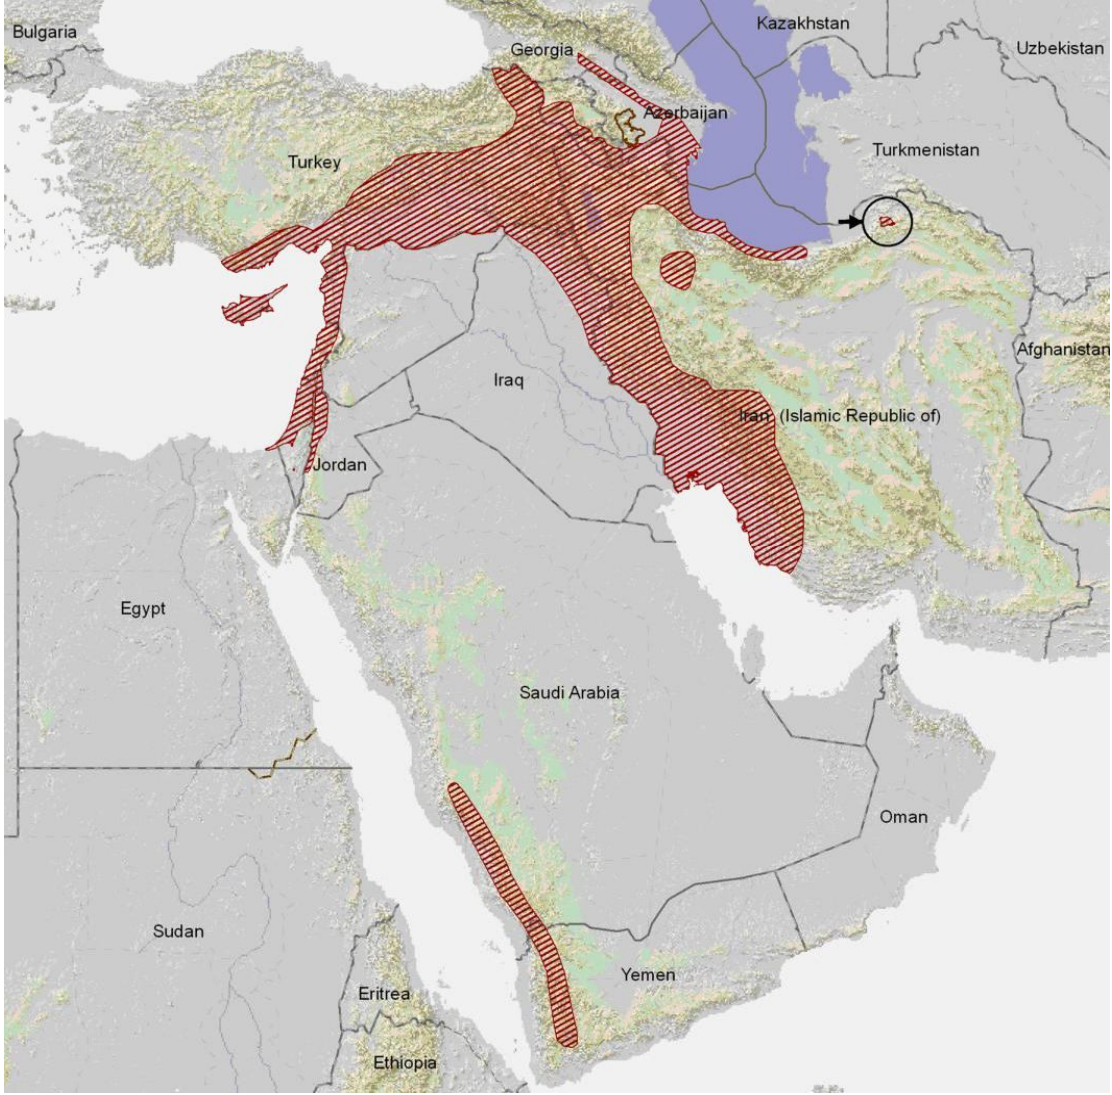 Bulgaria
Kazakhstan
Georgia
Uzbekistan
Azerbaijan
Turkey
Turkmenistan
Afghanistan
Iraq
Iran (Islamic Republic of)
Jordan
Egypt
Saudi Arabia
Oman
Sudan
Yemen
Eritrea
Ethiopia